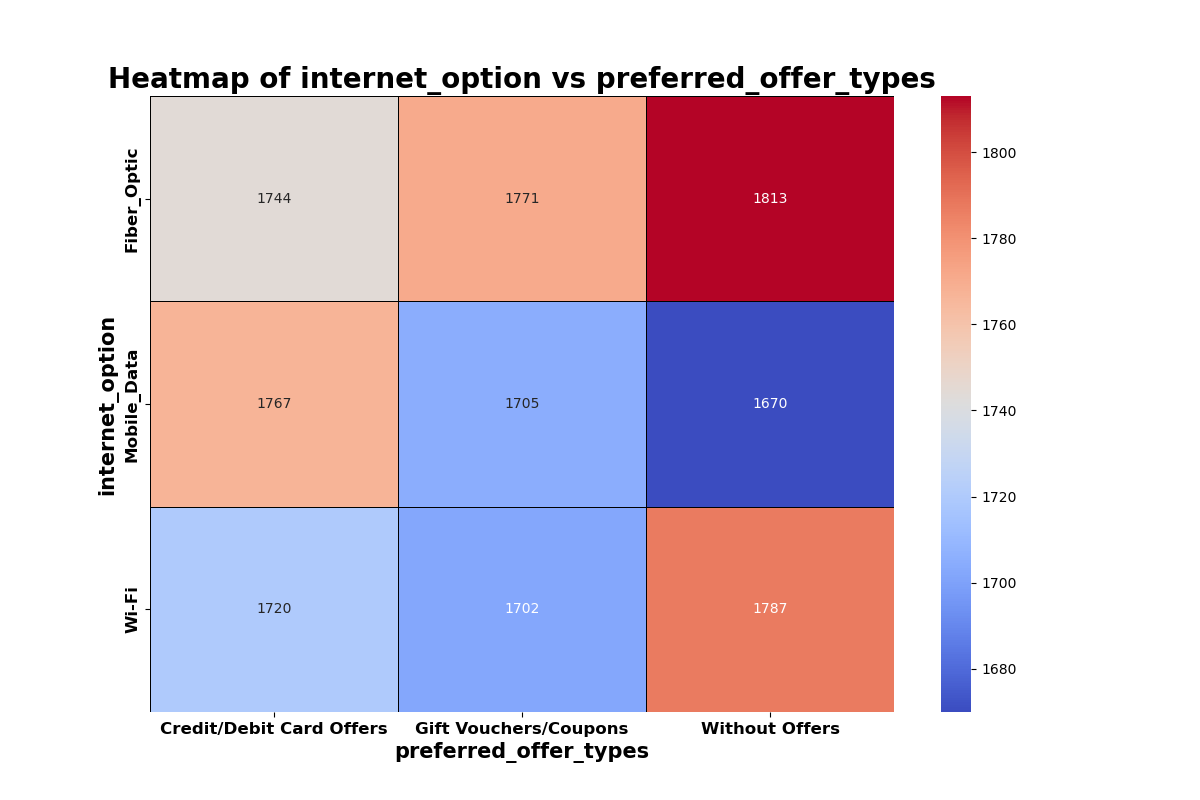 Heatmap of internet_option vs preferred_offer_types
internet_option
Fiber_Optic
Mobile_Data
Wi-Fi
1744 1771 1813
1767 1705 1670
1720 1702 1787
Credit/Debit Card Offers Gift Vouchers/Coupons Without Offers
preferred_offer_types
1800
1780
1760
1740
1720
1700
1680